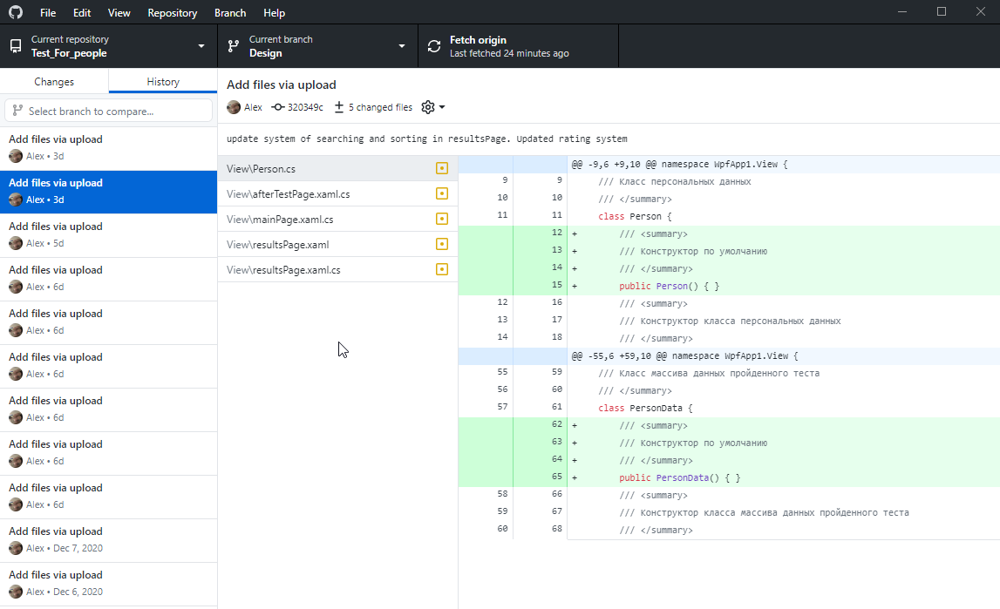 File Edit View Repository Branch Help
Current repository
Test_For_people
Current branch
Design
Fetch origin
Last fetched 24 minutes ago
Changes History
Select branch to compare...
Add files via upload
Alex • 3d
Add files via upload
Alex • 3d
Add files via upload
Alex • 5d
Add files via upload
Alex • 6d
Add files via upload
Alex • 6d
Add files via upload
Alex • 6d
Add files via upload
Alex • 6d
Add files via upload
Alex • 6d
Add files via upload
Alex • 6d
Add files via upload
Alex • Dec 7, 2020
Add files via upload
Alex • Dec 6, 2020
Add files via upload
Alex 320349c 5 changed files
update system of searching and sorting in resultsPage. Updated rating system
View\Person.cs
View\afterTestPage.xaml.cs
View\mainPage.xaml.cs
View\resultsPage.xaml
View\resultsPage.xaml.cs
@@ -9,6 +9,10 @@ namespace WpfApp1.View {
9 9 /// Класс персональных данных
10 10 /// </summary>
11 11 class Person {
12 + /// <summary>
13 + /// Конструктор по умолчанию
14 + /// </summary>
15 + public Person() { }
12 16 /// <summary>
13 17 /// Конструктор класса персональных данных
14 18 /// </summary>
@@ -55,6 +59,10 @@ namespace WpfApp1.View {
55 59 /// Класс массива данных пройденного теста
56 60 /// </summary>
57 61 class PersonData {
62 + /// <summary>
63 + /// Конструктор по умолчанию
64 + /// </summary>
65 + public PersonData() { }
58 66 /// <summary>
59 67 /// Конструктор класса массива данных пройденного теста
60 68 /// </summary>